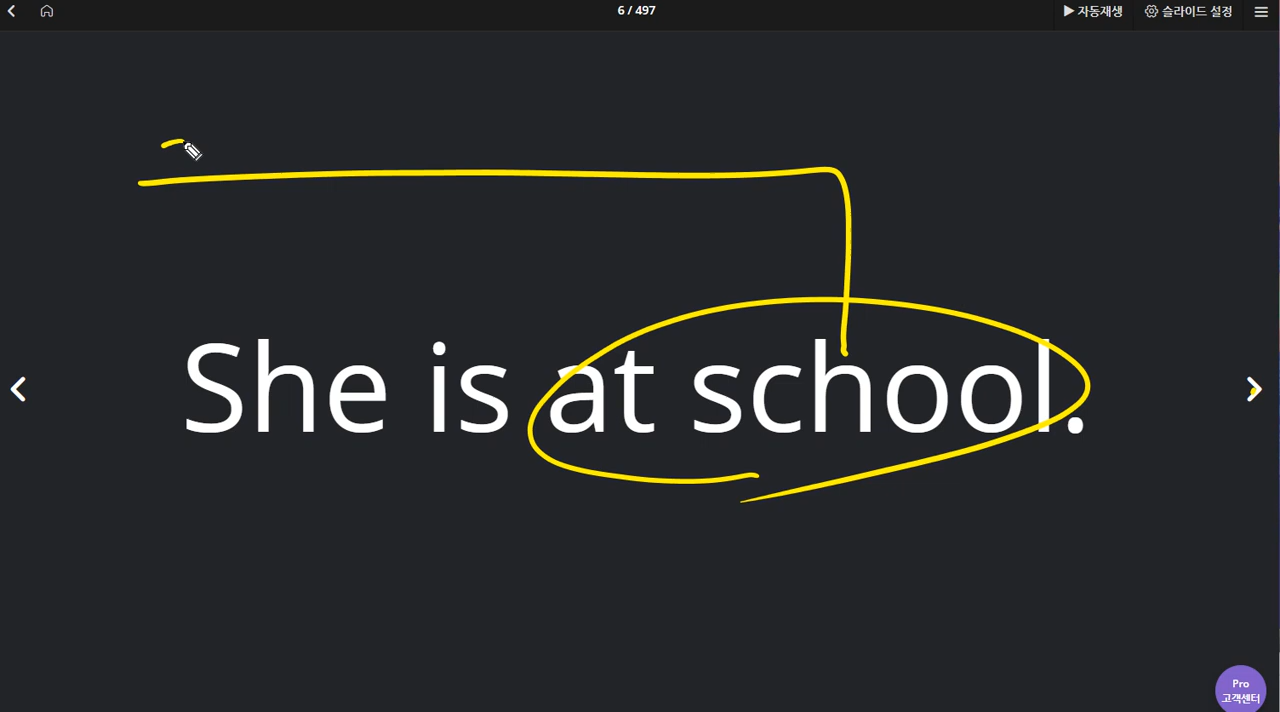 6 / 497
자동재생
슬라이드 설정
She is at school.
Pro
고객센터